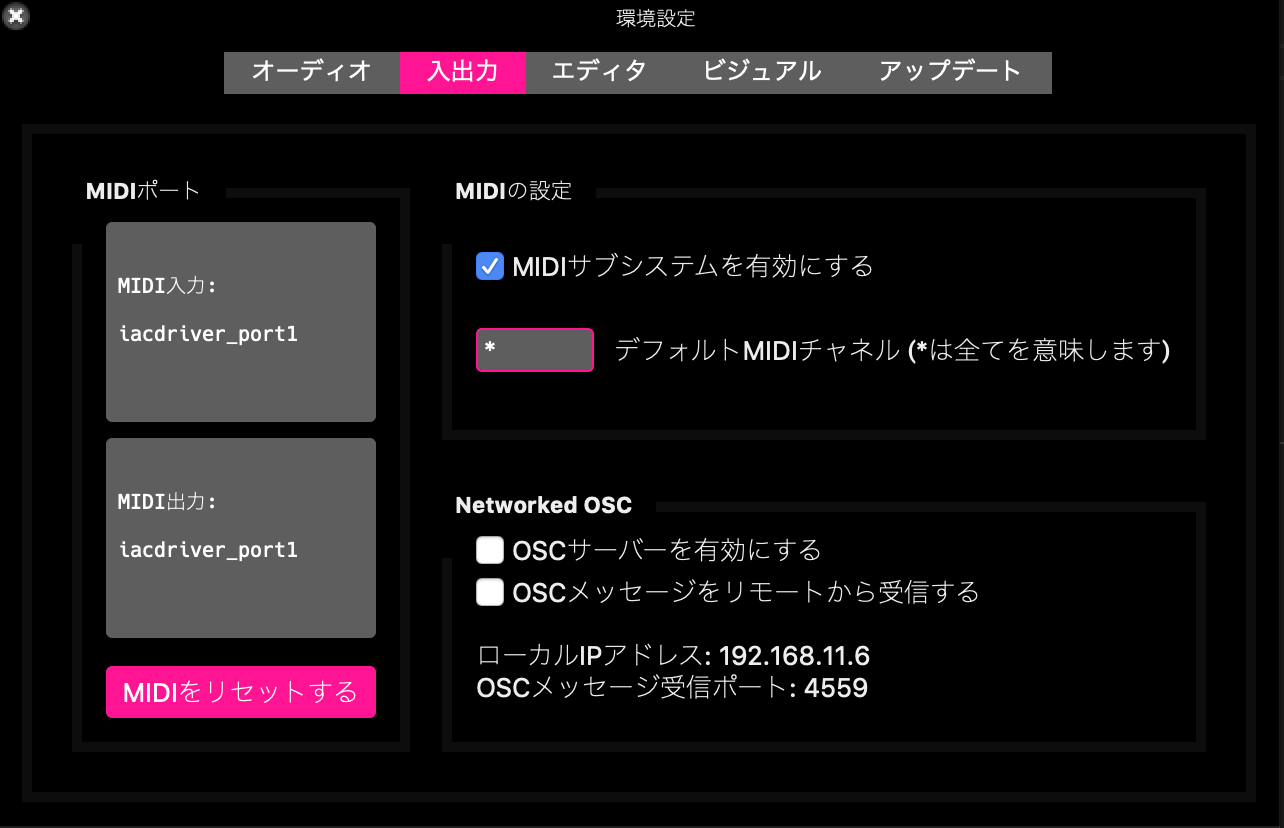 環境設定
オーディオ 入出力 エディタ ビジュアル アップデート
MIDIポート
MIDI入力:
iacdriver_port1
MIDI出力:
iacdriver_port1
MIDIをリセットする
MIDIの設定
MIDIサブシステムを有効にする
* デフォルトMIDIチャネル (*は全てを意味します)
Networked OSC
OSCサーバーを有効にする
OSCメッセージをリモートから受信する
ローカルIPアドレス: 192.168.11.6
OSCメッセージ受信ポート: 4559